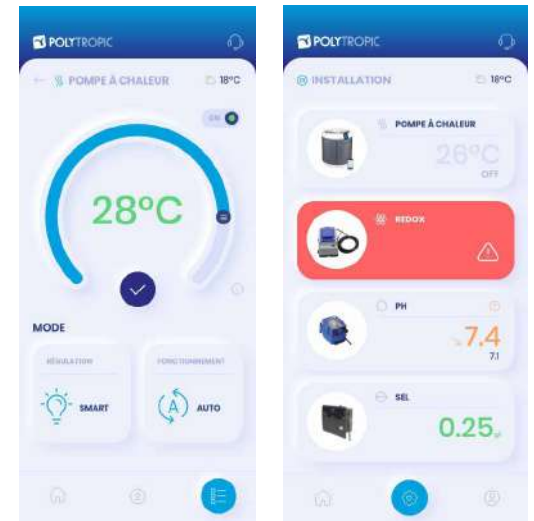 POLYTROPIC
POMPE À CHALEUR 18°C
ON
28°C
MODE
RÉGULATION FONCTIONNEMENT
SMART A AUTO
POLYTROPIC
INSTALLATION 18°C
POMPE À CHALEUR
26°C
OFF
REDOX
PH
7.4
7.1
SEL
0.25